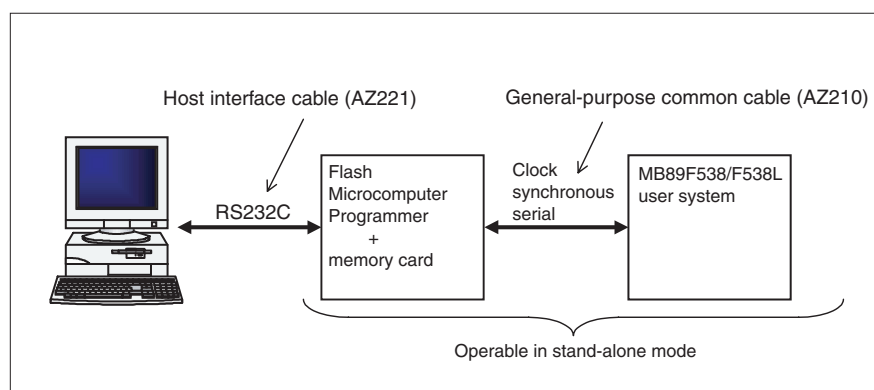 Host interface cable (AZ221)
General-purpose common cable (AZ210)
RS232C
Flash
Microcomputer
Programmer
+
memory card
Clock
synchronous
serial
MB89F538/F538L
user system
Operable in stand-alone mode